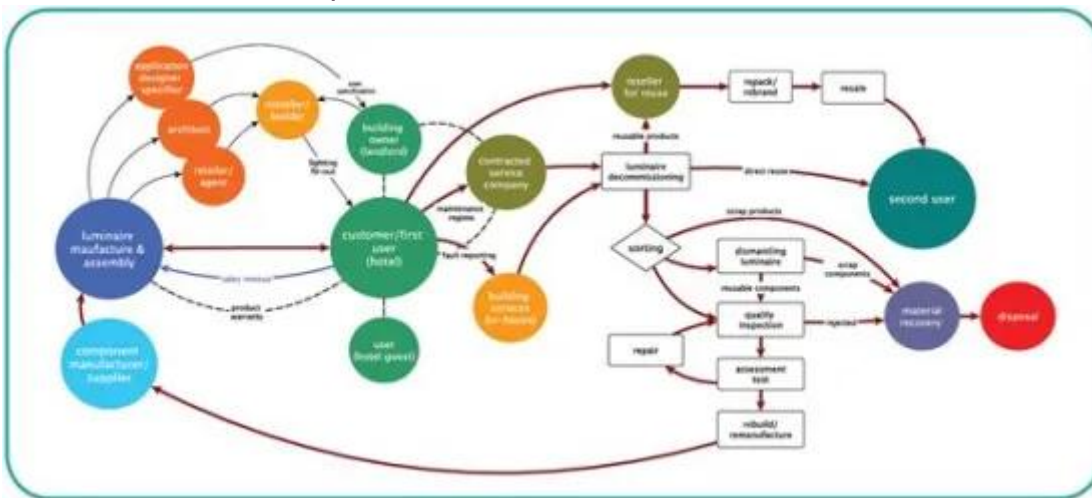 application
designer
specifier
architect
retailer/
agent
installer/
builder
user
specification
building
owner
(landlord)
lighting
fit-out
contracted
service
company
luminaire
maufacture &
assembly
customer/first
user
(hotel)
maintenance
regime
fault reporting
salary revenue
product
warranty
building
services
(in-house)
user
(hotel guest)
component
manufacturer/
supplier
reseller
for reuse
repack/
rebrand
resale
reusable products
luminaire
decommissioning
direct reuse
second user
scrap products
sorting
dismantling
luminaire
scrap
components
reusable components
quality
inspection
rejected
material
recovery
disposal
repair
assessment
test
rebuild/
remanufacture